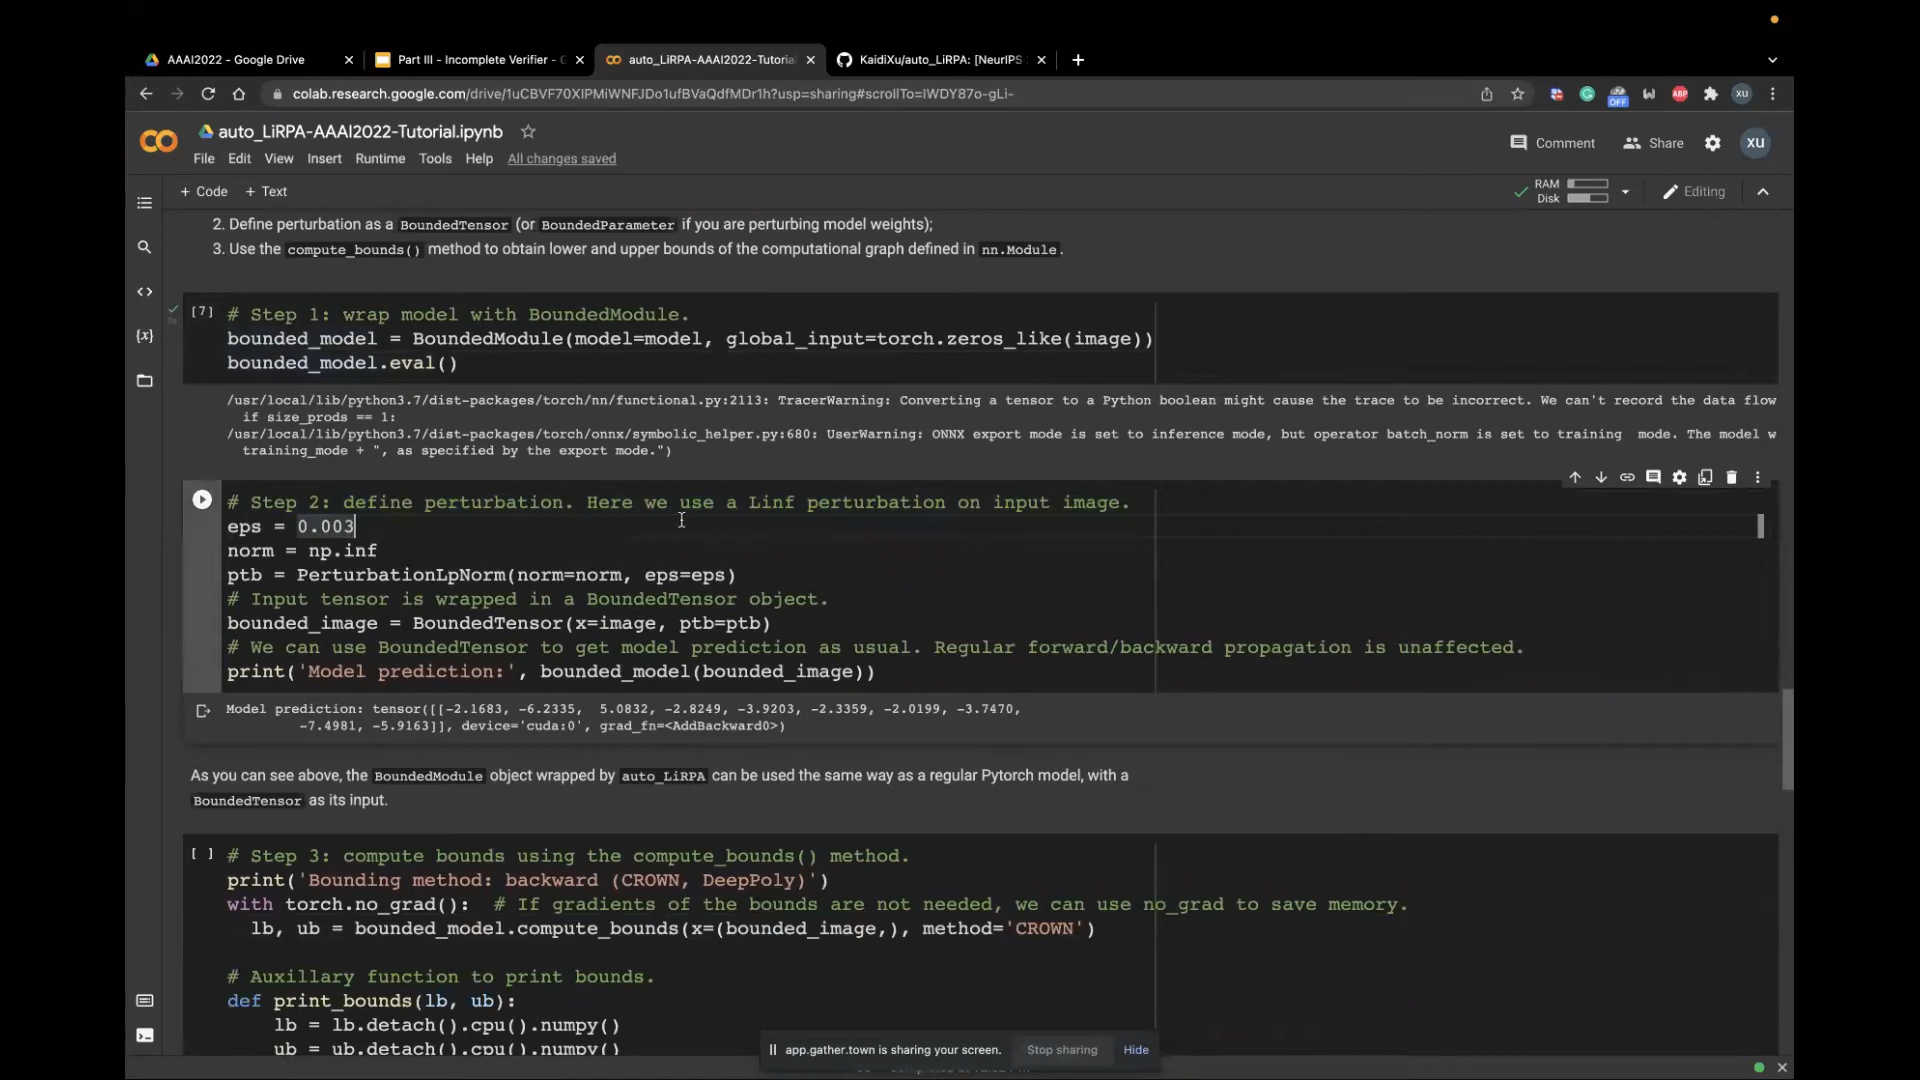 AAAI2022 - Google Drive
Part III - Incomplete Verifier - G
auto_LiRPA-AAAI2022-Tutorial
KaidiXu/auto_LiRPA: [NeurIPS
colab.research.google.com/drive/1uCBVF70XlPMiWNFJDo1ufBVaQdfMDr1h?usp=sharing#scrollTo=lWDY87o-gLi-
OFF
ABP
XU
auto_LiRPA-AAAI2022-Tutorial.ipynb
File Edit View Insert Runtime Tools Help All changes saved
Comment
Share
XU
+ Code + Text
RAM
Disk
Editing
2. Define perturbation as a BoundedTensor (or BoundedParameter if you are perturbing model weights);
3. Use the compute_bounds() method to obtain lower and upper bounds of the computational graph defined in nn.Module.
[7] # Step 1: wrap model with BoundedModule.
bounded_model = BoundedModule(model=model, global_input=torch.zeros_like(image))
bounded_model.eval()
/usr/local/lib/python3.7/dist-packages/torch/nn/functional.py:2113: TracerWarning: Converting a tensor to a Python boolean might cause the trace to be incorrect. We can't record the data flow
if size_prods == 1:
/usr/local/lib/python3.7/dist-packages/torch/onnx/symbolic_helper.py:680: UserWarning: ONNX export mode is set to inference mode, but operator batch_norm is set to training mode. The model w
training_mode + ", as specified by the export mode.")
# Step 2: define perturbation. Here we use a Linf perturbation on input image.
eps = 0.003
norm = np.inf
ptb = PerturbationLpNorm(norm=norm, eps=eps)
# Input tensor is wrapped in a BoundedTensor object.
bounded_image = BoundedTensor(x=image, ptb=ptb)
# We can use BoundedTensor to get model prediction as usual. Regular forward/backward propagation is unaffected.
print('Model prediction:', bounded_model(bounded_image))
Model prediction: tensor([[-2.1683, -6.2335, 5.0832, -2.8249, -3.9203, -2.3359, -2.0199, -3.7470,
-7.4981, -5.9163]], device='cuda:0', grad_fn=<AddBackward0>)
As you can see above, the BoundedModule object wrapped by auto_LiRPA can be used the same way as a regular Pytorch model, with a
BoundedTensor as its input.
[ ] # Step 3: compute bounds using the compute_bounds() method.
print('Bounding method: backward (CROWN, DeepPoly)')
with torch.no_grad(): # If gradients of the bounds are not needed, we can use no_grad to save memory.
lb, ub = bounded_model.compute_bounds(x=(bounded_image,), method='CROWN')
# Auxillary function to print bounds.
def print_bounds(lb, ub):
lb = lb.detach().cpu().numpy()
ub = ub.detach().cpu().numpy()
app.gather.town is sharing your screen.
Stop sharing
Hide